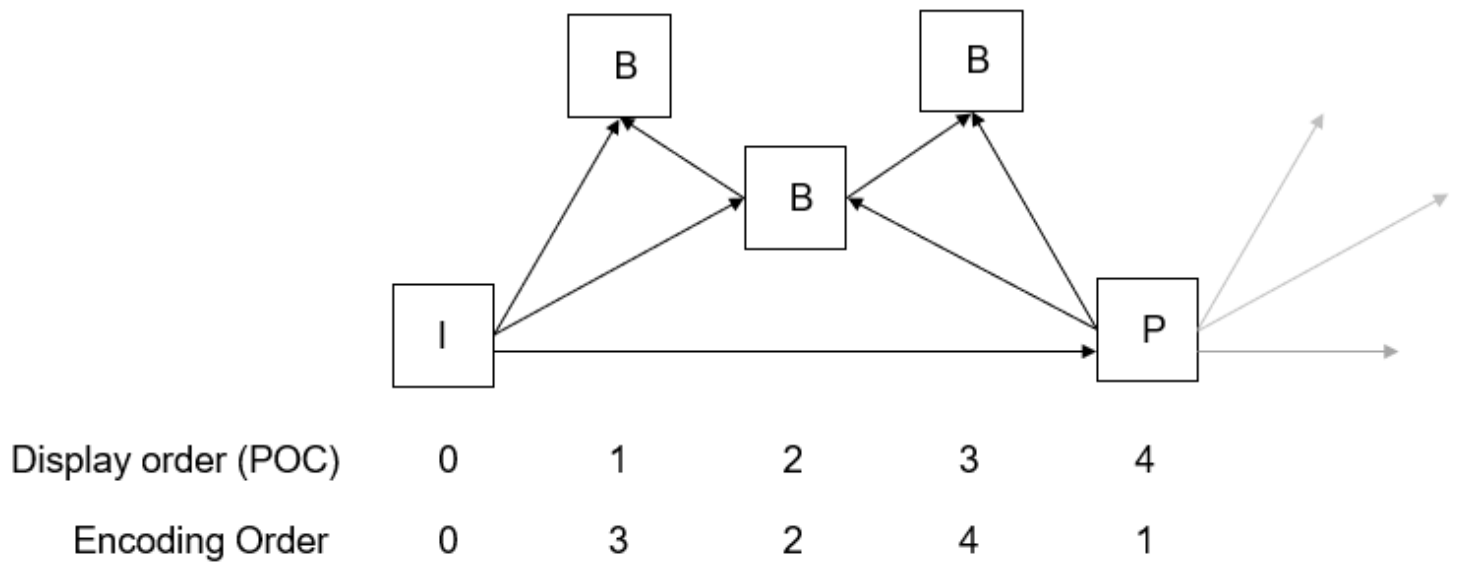 B B
B
I P
Display order (POC) 0 1 2 3 4
Encoding Order 0 3 2 4 1